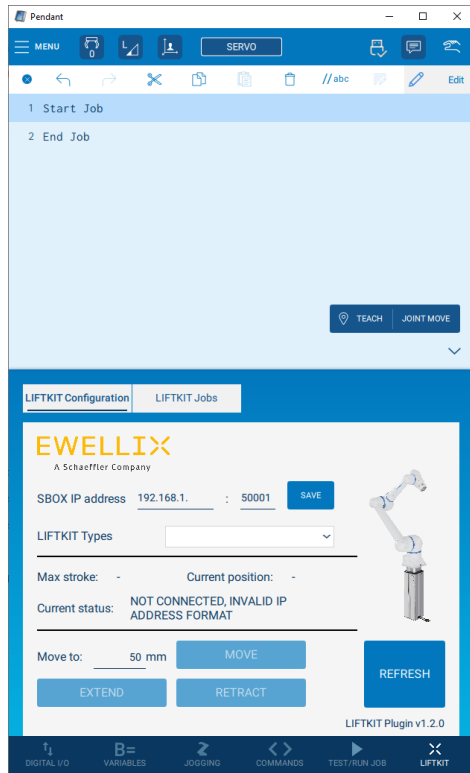 Pendant
MENU 0 SERVO
//abc Edit
1 Start Job
2 End Job
TEACH JOINT MOVE
LIFTKIT Configuration LIFTKIT Jobs
EWELLIX
A Schaeffler Company
SBOX IP address 192.168.1. : 50001 SAVE
LIFTKIT Types
Max stroke: - Current position: -
Current status: NOT CONNECTED, INVALID IP
ADDRESS FORMAT
Move to: 50 mm MOVE
EXTEND RETRACT REFRESH
LIFTKIT Plugin v1.2.0
B=
DIGITAL I/O VARIABLES JOGGING COMMANDS TEST/RUN JOB LIFTKIT